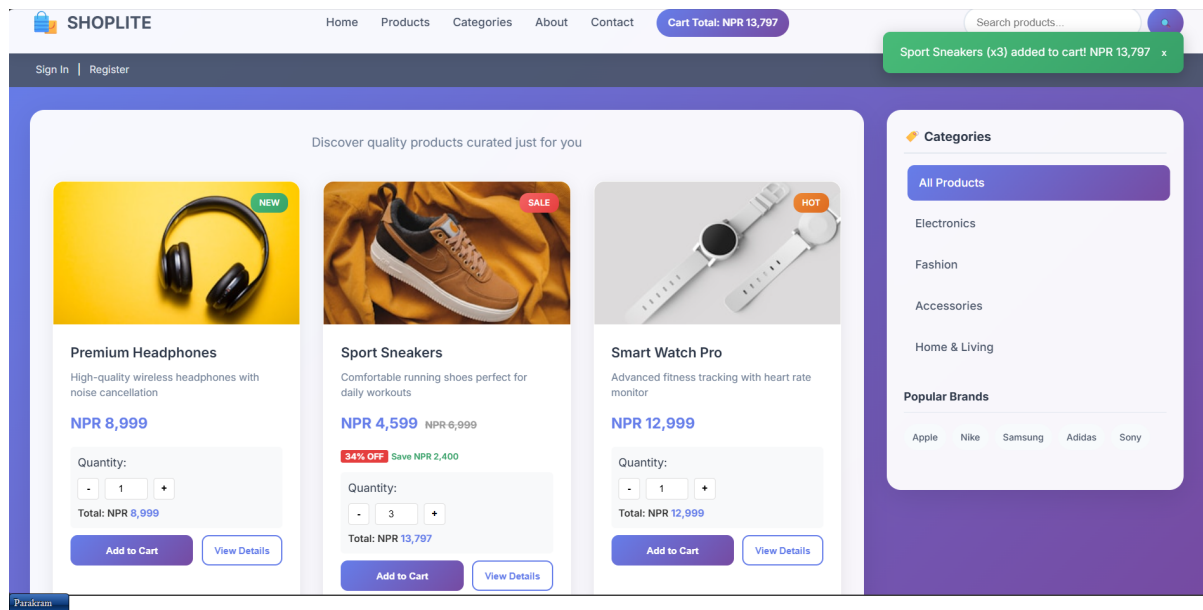 SHOPLITE
Home Products Categories About Contact Cart Total: NPR 13,797
Search products...
Sport Sneakers (x3) added to cart! NPR 13,797 x
Sign In | Register
Discover quality products curated just for you
NEW
Premium Headphones
High-quality wireless headphones with
noise cancellation
NPR 8,999
Quantity:
- 1 +
Total: NPR 8,999
Add to Cart View Details
SALE
Sport Sneakers
Comfortable running shoes perfect for
daily workouts
NPR 4,599 NPR 6,999
34% OFF Save NPR 2,400
Quantity:
- 3 +
Total: NPR 13,797
Add to Cart View Details
HOT
Smart Watch Pro
Advanced fitness tracking with heart rate
monitor
NPR 12,999
Quantity:
- 1 +
Total: NPR 12,999
Add to Cart View Details
Categories
All Products
Electronics
Fashion
Accessories
Home & Living
Popular Brands
Apple Nike Samsung Adidas Sony
Parakram